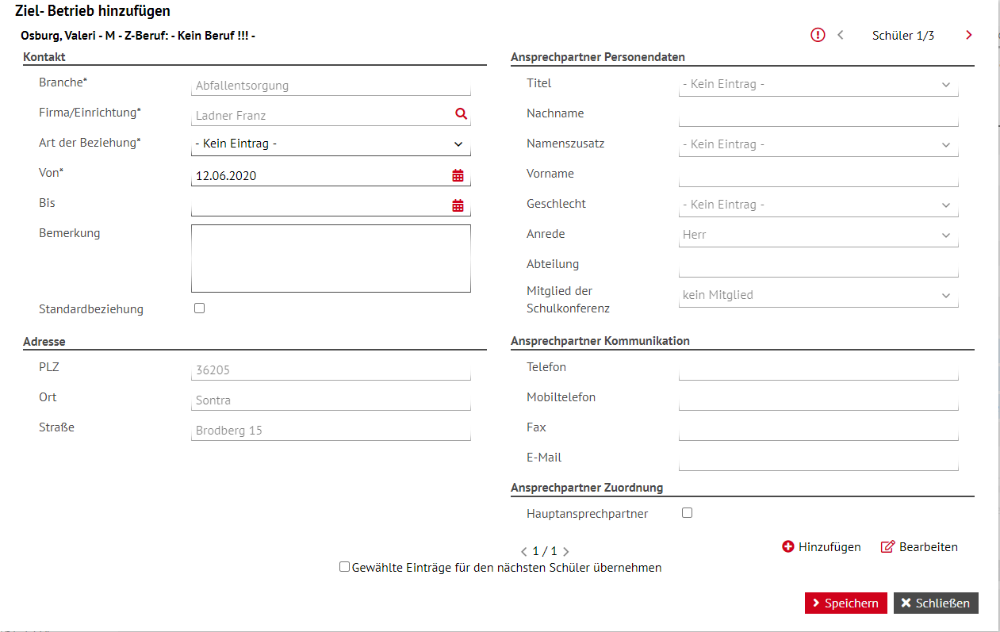 Ziel- Betrieb hinzufügen
Osburg, Valeri - M - Z-Beruf: - Kein Beruf !!! -
Schüler 1/3
Kontakt
Branche*
Abfallentsorgung
Firma/Einrichtung*
Ladner Franz
Art der Beziehung*
- Kein Eintrag -
Von*
12.06.2020
Bis
Bemerkung
Standardbeziehung
Adresse
PLZ
36205
Ort
Sontra
Straße
Brodberg 15
Ansprechpartner Personendaten
Titel
- Kein Eintrag -
Nachname
Namenszusatz
- Kein Eintrag -
Vorname
Geschlecht
- Kein Eintrag -
Anrede
Herr
Abteilung
Mitglied der
Schulkonferenz
kein Mitglied
Ansprechpartner Kommunikation
Telefon
Mobiltelefon
Fax
E-Mail
Ansprechpartner Zuordnung
Hauptansprechpartner
1 / 1
Hinzufügen
Bearbeiten
Gewählte Einträge für den nächsten Schüler übernehmen
Speichern
Schließen